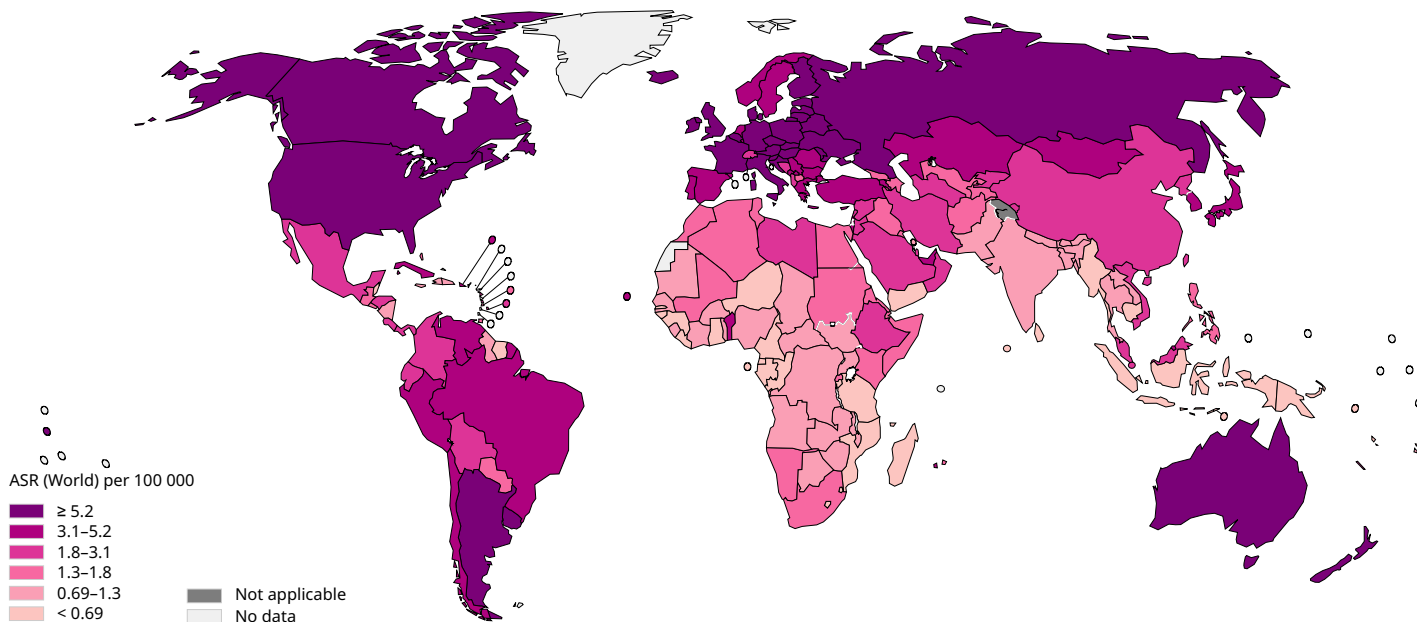 ASR (World) per 100 000
≥ 5.2
3.1–5.2
1.8–3.1
1.3–1.8
0.69–1.3
< 0.69
Not applicable
No data